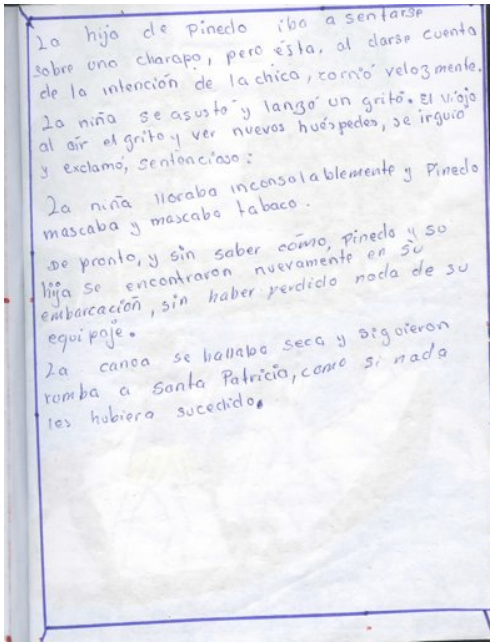 La hija de Pinedo iba a sentarse
sobre una charapa, pero ésta, al darse cuenta
de la intención de la chica, corrió velozmente.
La niña se asustó y lanzó un grito. El viejo
al oir el grito y ver nuevos huéspedes, se irguió
y exclamó, sentencioso:
La niña lloraba inconsolablemente y Pinedo
mascaba y mascaba tabaco.
De pronto, y sin saber cómo, Pinedo y su
hija se encontraron nuevamente en su
embarcación, sin haber perdido nada de su
equipaje.
La canoa se hallaba seca y siguieron
rumba a Santa Patricia, como si nada
les hubiera sucedido.